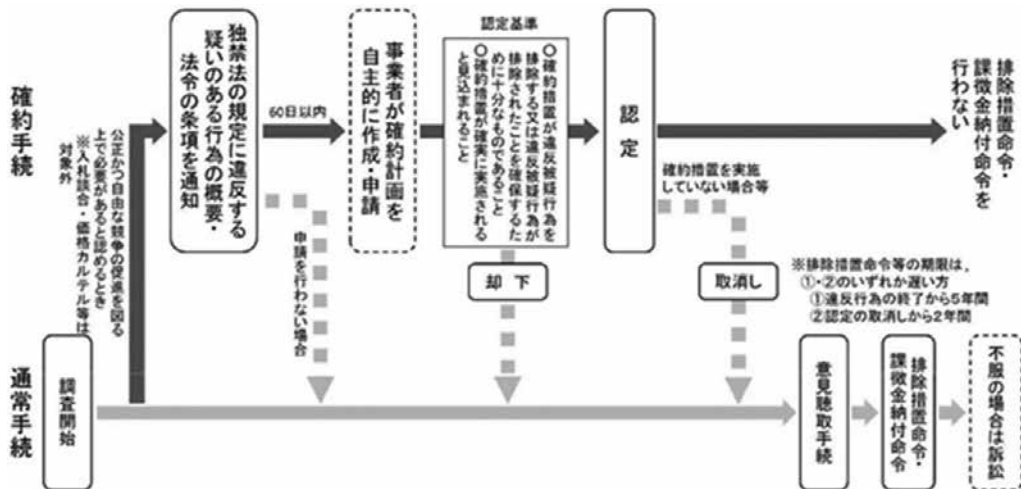 確約手続
公正かつ自由な競争の促進を図る
上で必要があると認めるとき
※入札談合・価格カルテル等は
対象外
独禁法の規定に違反する
疑いのある行為の概要・
法令の条項を通知
60日以内
申請を行わない場合
事業者が確約計画を
自主的に作成・申請
認定基準
○確約措置が違反被疑行為を
排除する又は違反被疑行為が
排除されたことを確保するた
めに十分なものであること
○確約措置が確実に実施される
と見込まれること
却下
認定
確約措置を実施
していない場合等
取消し
排除措置命令・
課徴金納付命令を
行わない
※排除措置命令等の期限は，
①・②のいずれか遅い方
①違反行為の終了から5年間
②認定の取消しから2年間
通常手続
調査開始
意見聴取手続
排除措置命令・
課徴金納付命令
不服の場合は訴訟